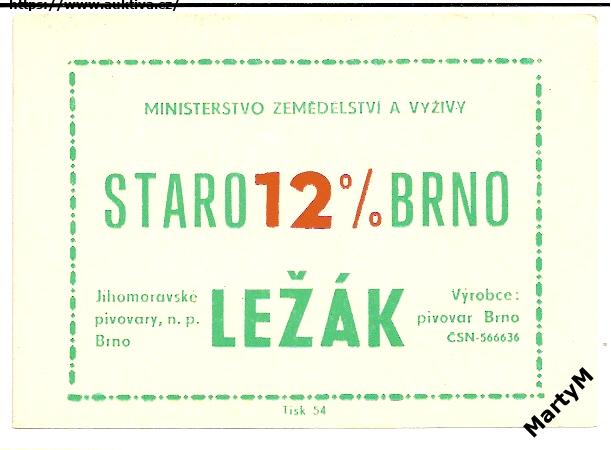 https://www.auktiva.cz/
MINISTERSTVO ZEMĚDELSTVÍ A VYŽIVY
STARO 12% BRNO
Jihomoravské
pivovary, n. p.
Brno
LEŽÁK
Výrobce:
pivovar Brno
ČSN-566636
Tisk 54
MartyM